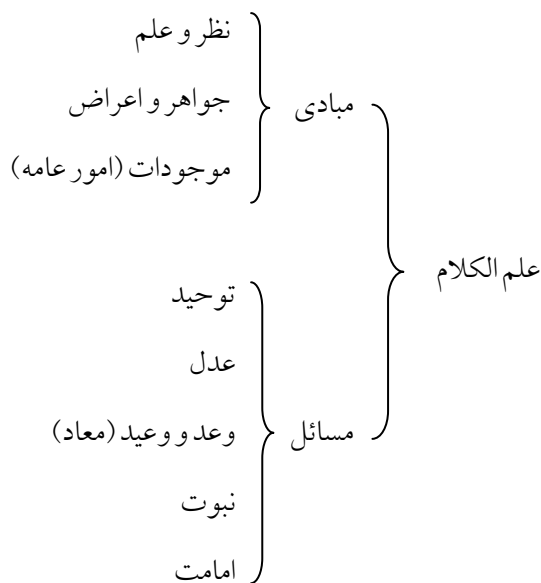 علم الکلام
مبادی
نظر و علم
جواهر و اعراض
موجودات (امور عامه)
مسائل
توحید
عدل
وعد و وعید (معاد)
نبوت
امامت